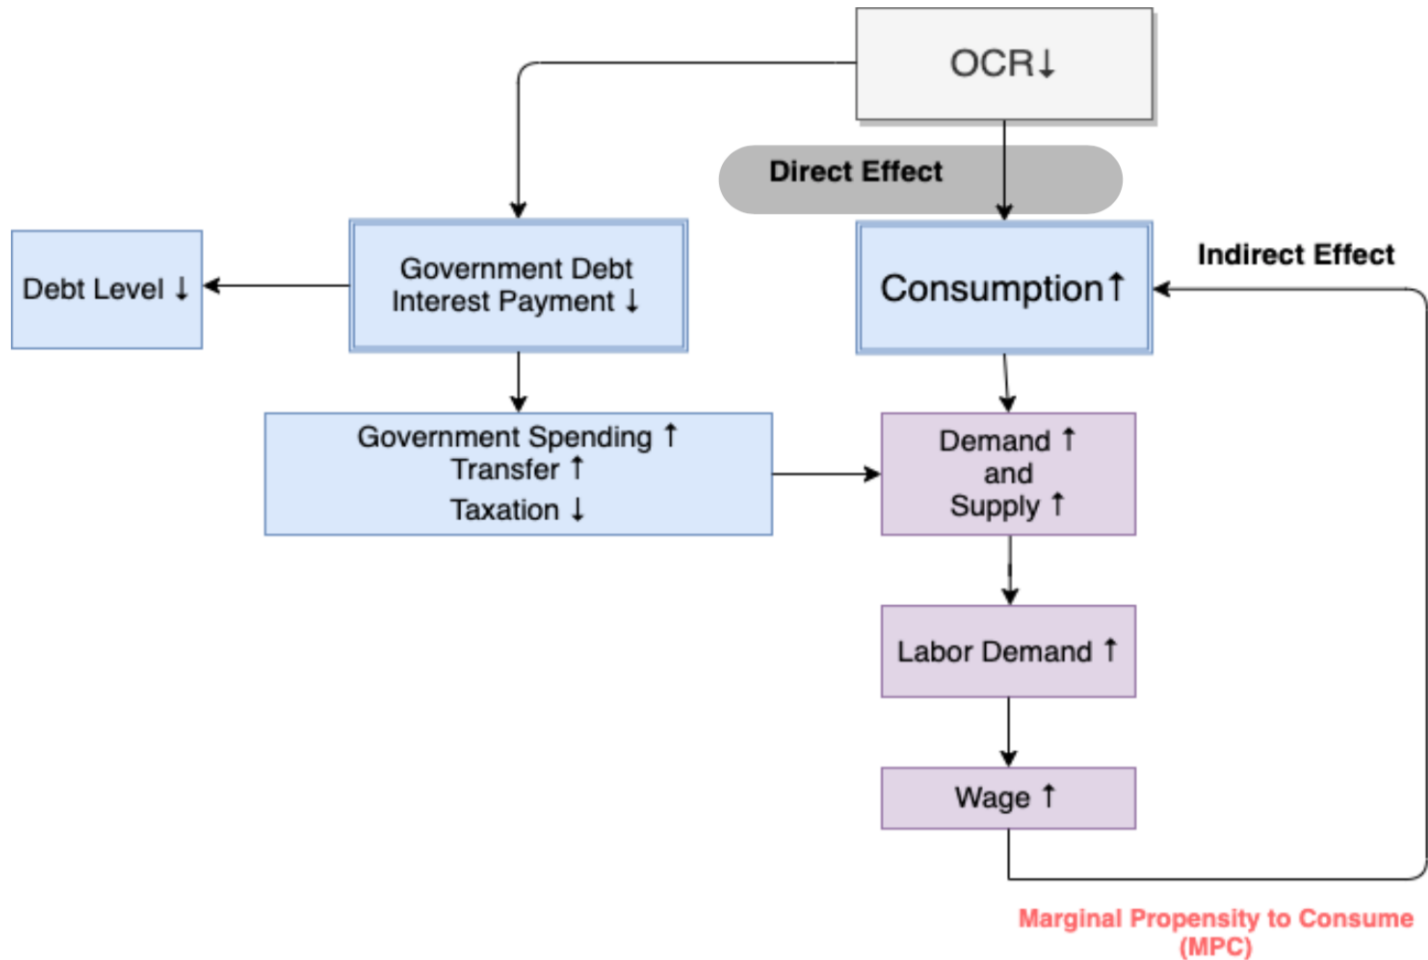 OCR↓
Direct Effect
Indirect Effect
Debt Level ↓
Government Debt
Interest Payment ↓
Consumption↑
Government Spending ↑
Transfer ↑
Taxation ↓
Demand ↑
and
Supply ↑
Labor Demand ↑
Wage ↑
Marginal Propensity to Consume
(MPC)